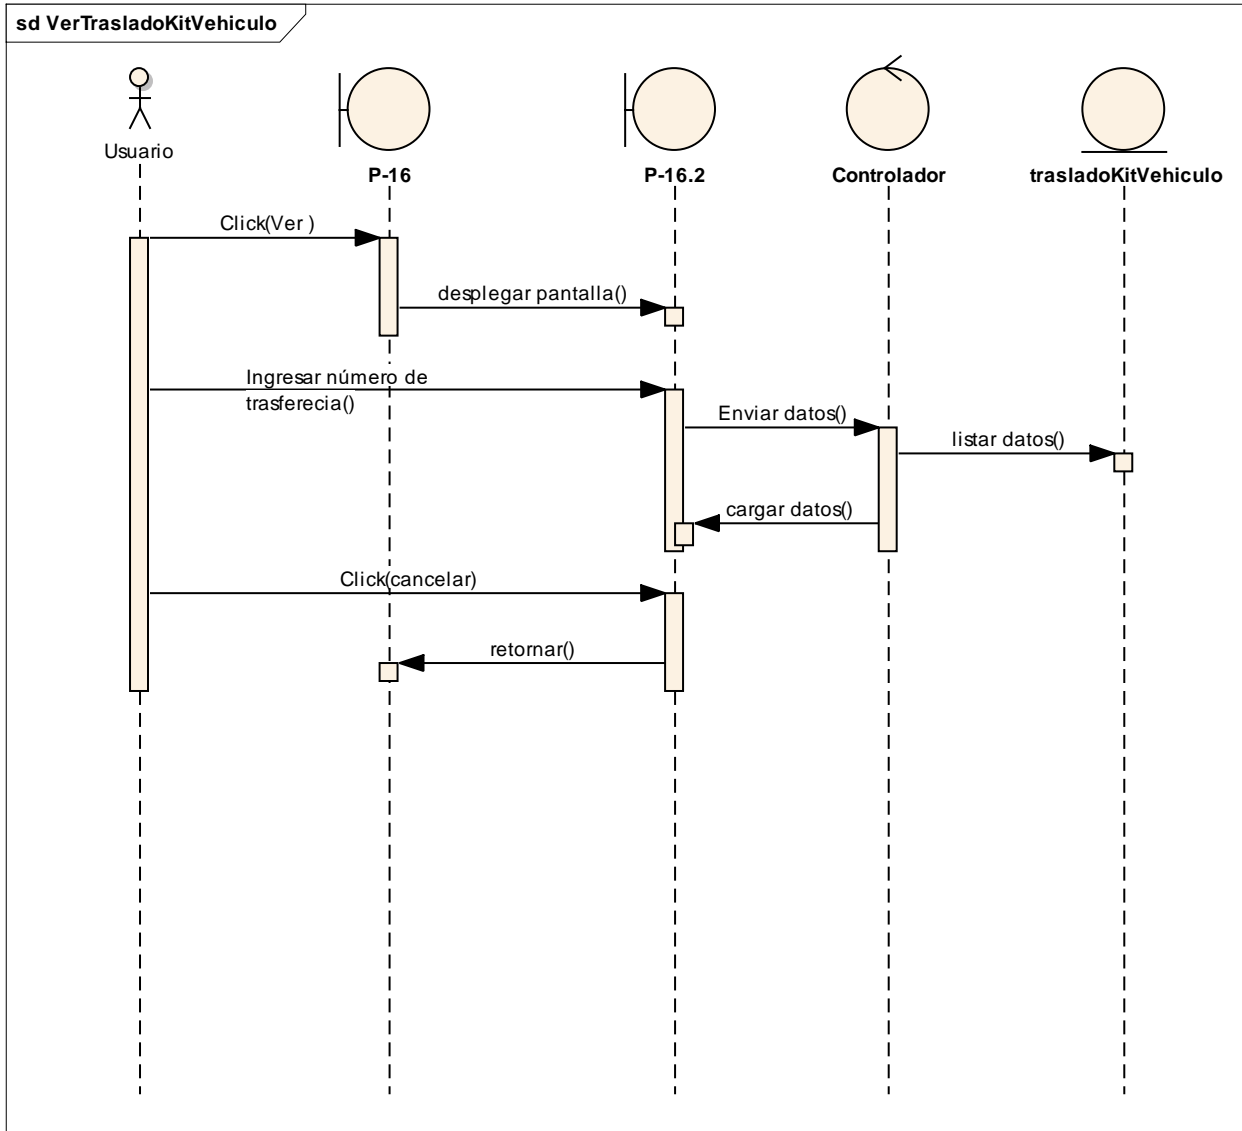 sd VerTrasladoKitVehiculo
Usuario
P-16
P-16.2
Controlador
trasladoKitVehiculo
Click(Ver )
desplegar pantalla()
Ingresar número de
trasferecia()
Enviar datos()
listar datos()
cargar datos()
Click(cancelar)
retornar()